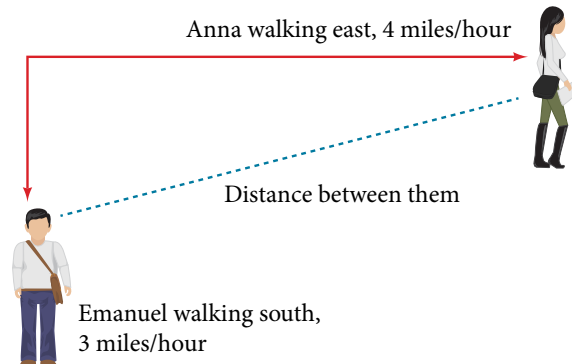 Anna walking east, 4 miles/hour
Distance between them
Emanuel walking south,
3 miles/hour